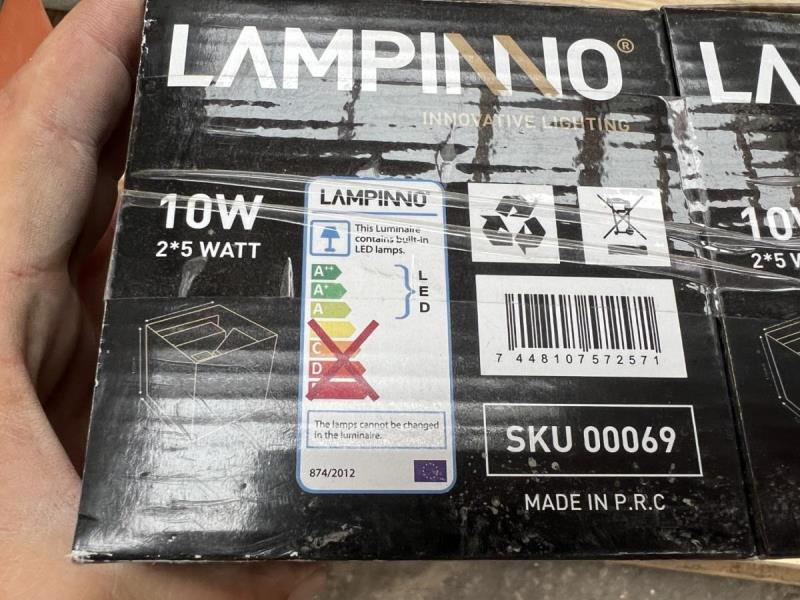 LAMPINNO®
INNOVATIVE LIGHTING
10W
2*5 WATT
LAMPINNO
This Luminaire
contains built-in
LED lamps.
A++
A+
A
LED
C
D
The lamps cannot be changed
in the luminaire.
874/2012
7 448107 572571
SKU 00069
MADE IN P.R.C
LA
10
2*5